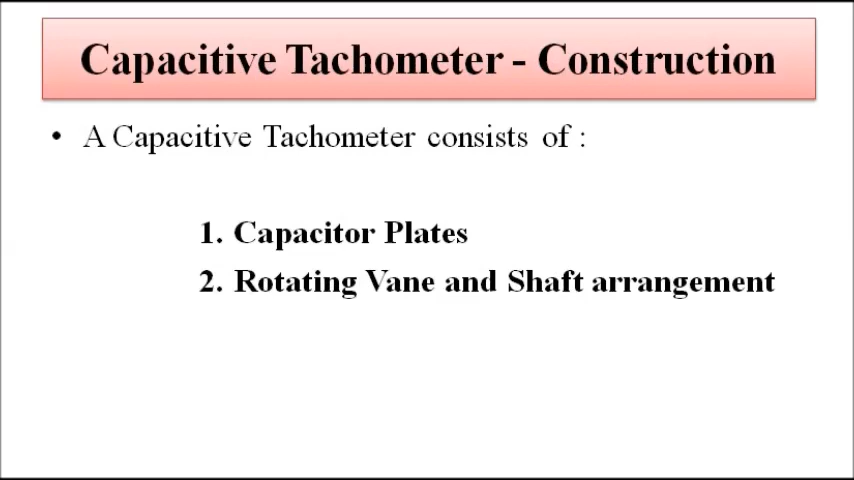 Capacitive Tachometer - Construction
• A Capacitive Tachometer consists of :
1. Capacitor Plates
2. Rotating Vane and Shaft arrangement